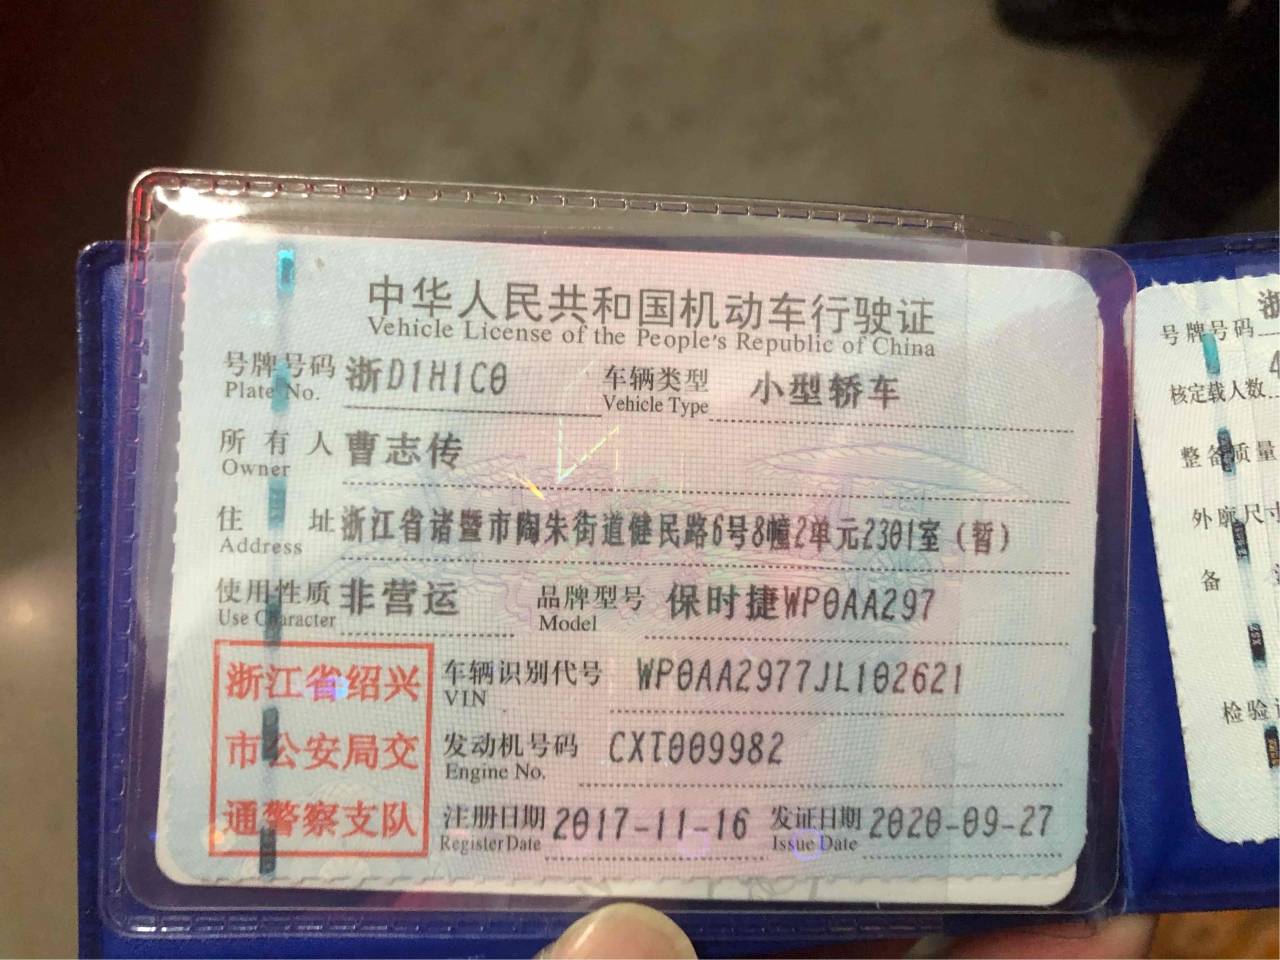 中华人民共和国机动车行驶证
Vehicle License of the People's Republic of China
号牌号码 浙D1H1C0 车辆类型 小型轿车
Plate No. Vehicle Type
所有人 曹志传
Owner
住址 浙江省诸暨市陶朱街道健民路6号8幢2单元2301室(暂)
Address
使用性质 非营运 品牌型号 保时捷WP0AA297
Use Character Model
浙江省绍兴
市公安局交
通警察支队
车辆识别代号 WP0AA2977JL102621
VIN
发动机号码 CXT009982
Engine No.
注册日期 2017-11-16 发证日期 2020-09-27
Register Date Issue Date
号牌号码 浙
核定载人数 4
整备质量
外廓尺寸
备
检验